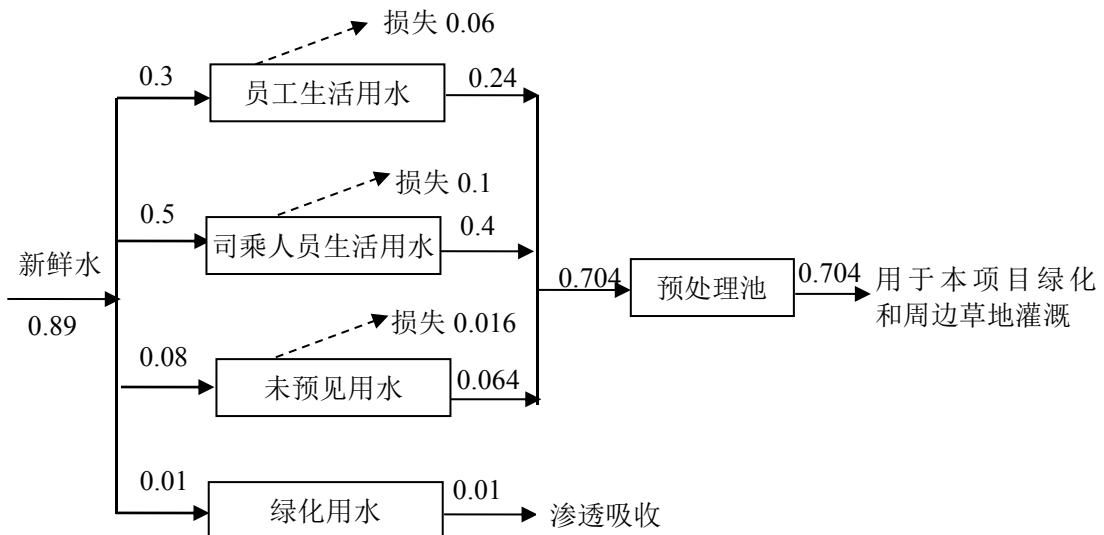 损失 0.06
0.3
员工生活用水
0.24
损失 0.1
0.5
司乘人员生活用水
0.4
新鲜水
0.89
0.704
预处理池
0.704
用于本项目绿化
和周边草地灌溉
损失 0.016
0.08
未预见用水
0.064
0.01
绿化用水
0.01
渗透吸收